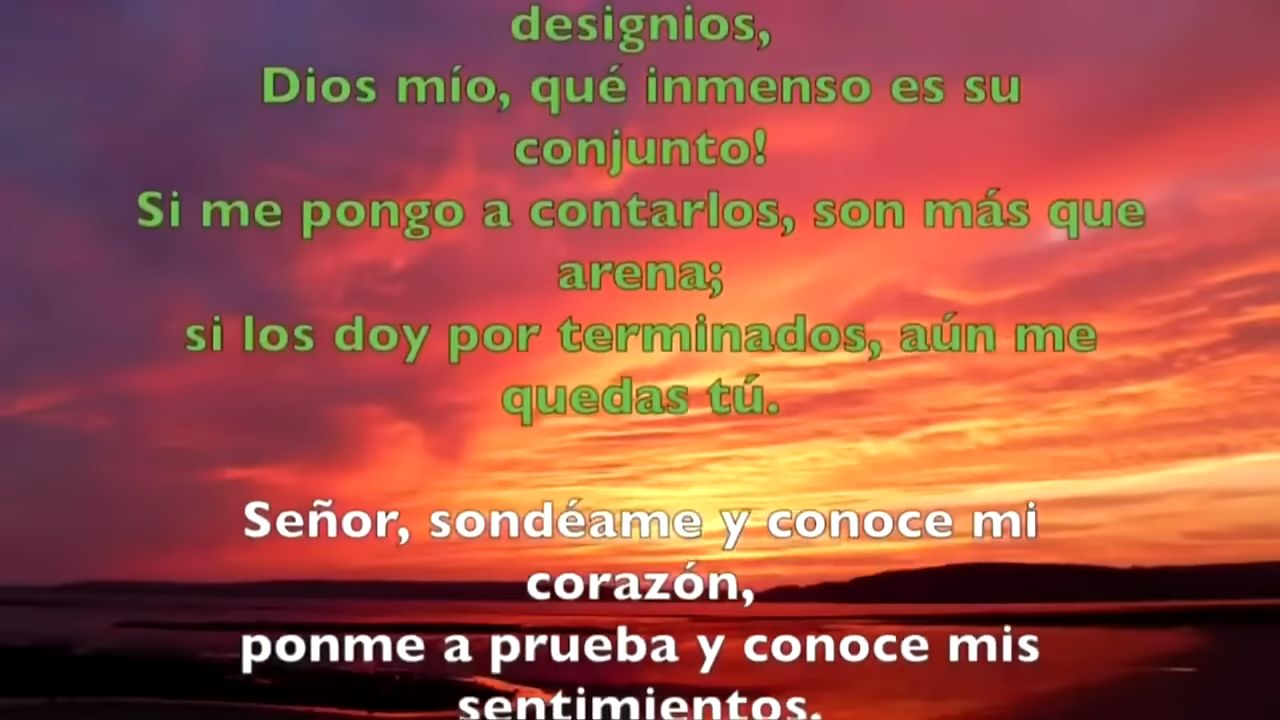 designios,
Dios mío, qué inmenso es su
conjunto!
Si me pongo a contarlos, son más que
arena;
si los doy por terminados, aún me
quedas tú.
Señor, sondéame y conoce mi
corazón,
ponme a prueba y conoce mis
sentimientos,